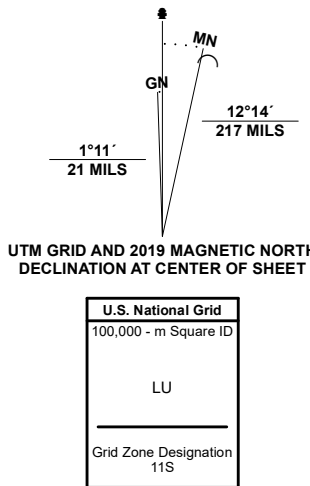 MN
GN
12°14´
217 MILS
1°11´
21 MILS
UTM GRID AND 2019 MAGNETIC NORTH
DECLINATION AT CENTER OF SHEET
U.S. National Grid
100,000 - m Square ID
LU
Grid Zone Designation
11S